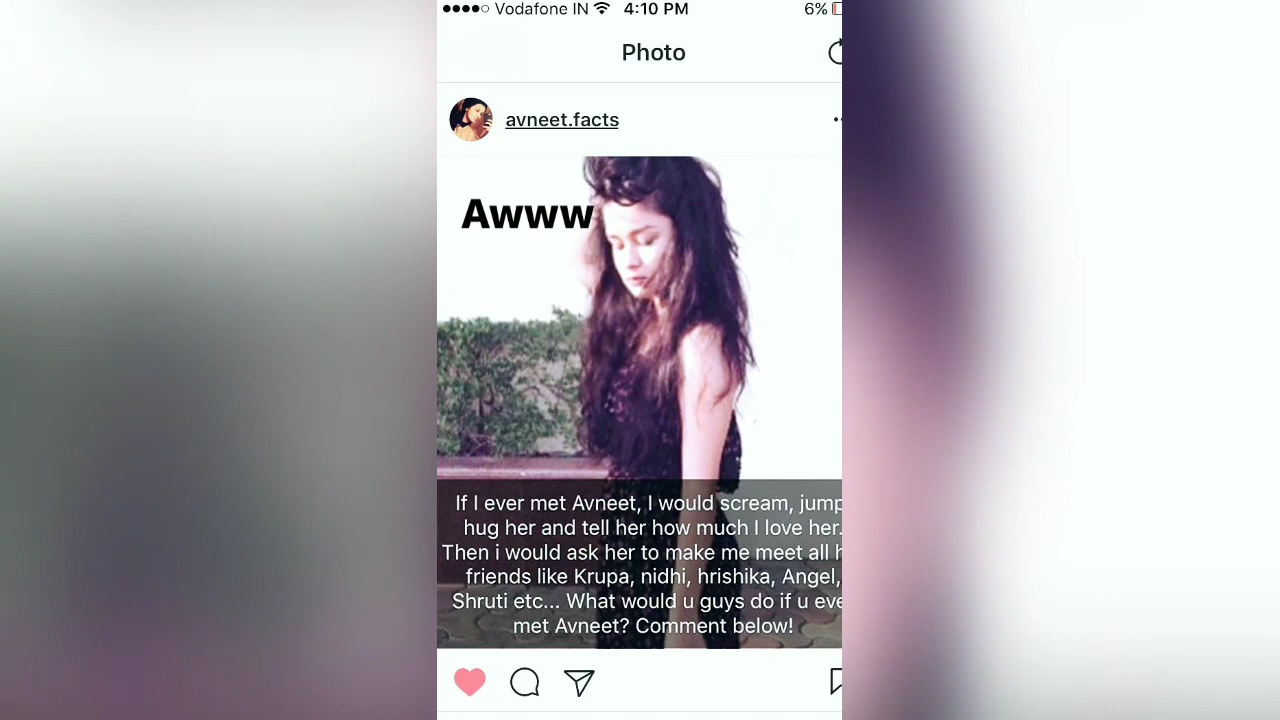 ●●●●○ Vodafone IN 4:10 PM 6%
Photo
avneet.facts
Awww
If I ever met Avneet, I would scream, jump
hug her and tell her how much I love her.
Then i would ask her to make me meet all h
friends like Krupa, nidhi, hrishika, Angel,
Shruti etc... What would u guys do if u eve
met Avneet? Comment below!